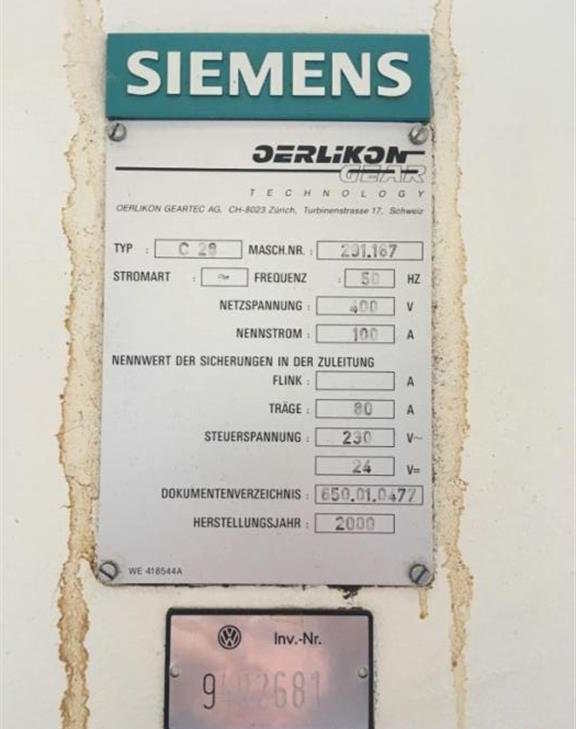 SIEMENS
OERLIKON
GEAR
TECHNOLOGY
OERLIKON GEARTEC AG, CH-8023 Zürich, Turbinenstrasse 17, Schweiz
TYP : C 28 MASCH.NR. : 291.167
STROMART : ~ FREQUENZ : 50 HZ
NETZSPANNUNG : 400 V
NENNSTROM : 100 A
NENNWERT DER SICHERUNGEN IN DER ZULEITUNG
FLINK : A
TRÄGE : 80 A
STEUERSPANNUNG : 230 V~
24 V=
DOKUMENTENVERZEICHNIS : 650.01.0477
HERSTELLUNGSJAHR : 2000
WE 418544A
VW Inv.-Nr.
9402681